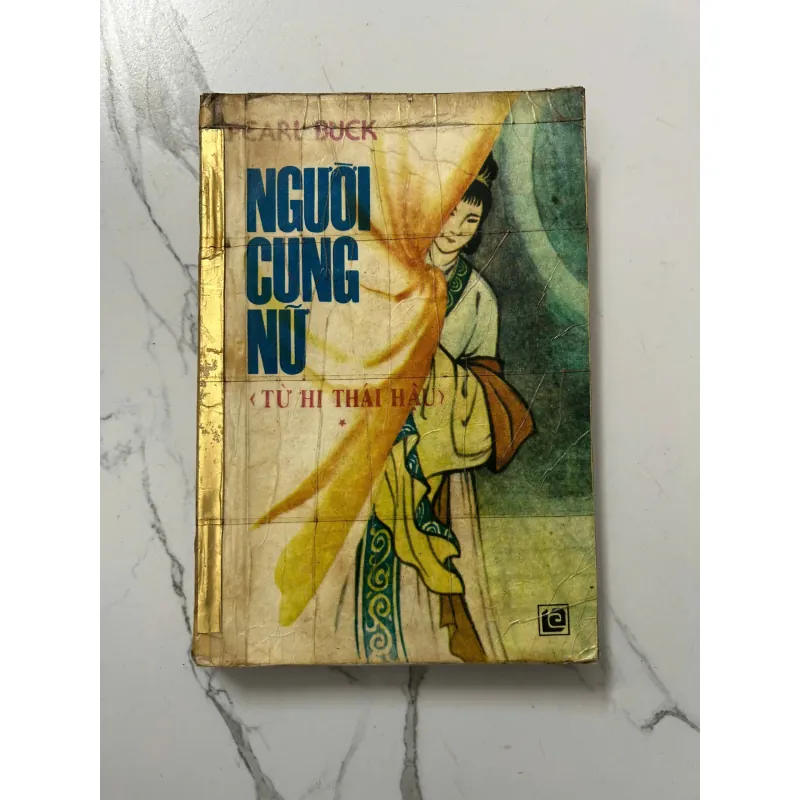 PEARL BUCK
NGƯỜI
CUNG
NỮ
(TỪ HI THÁI HẬU)